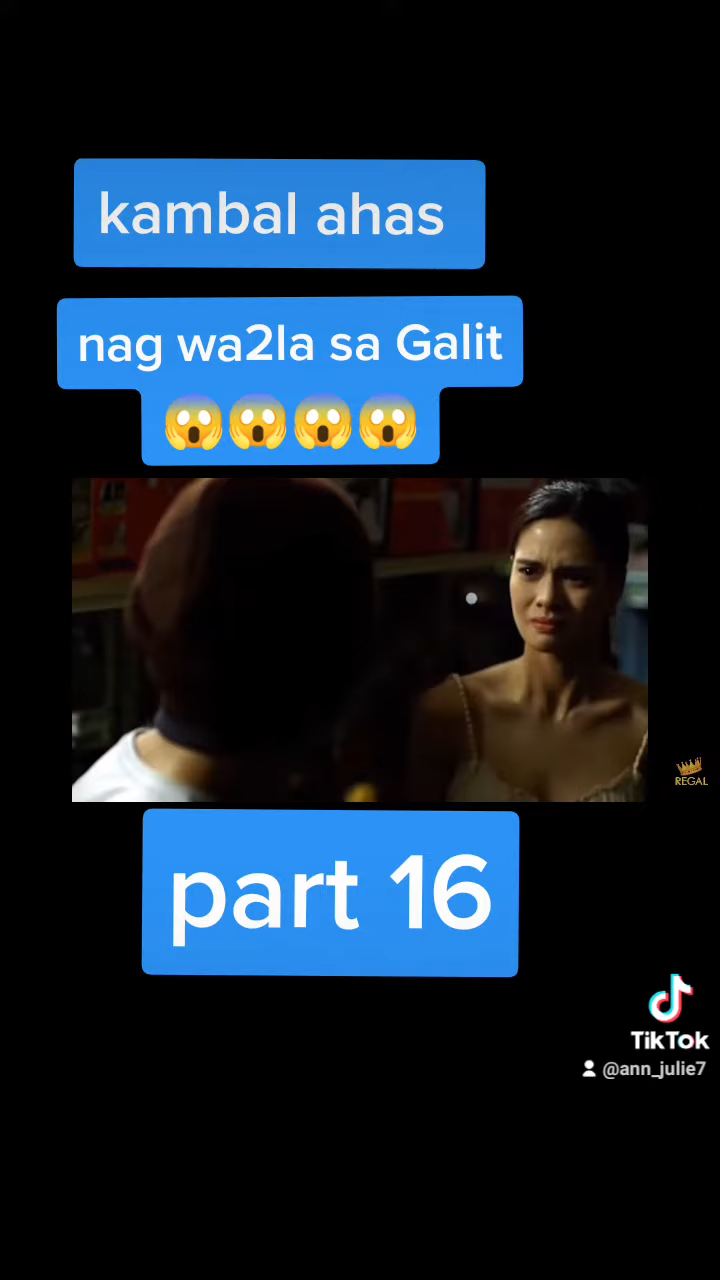 kambal ahas
nag wa2la sa Galit
😱😱😱😱
REGAL
part 16
TikTok
@ann_julie7